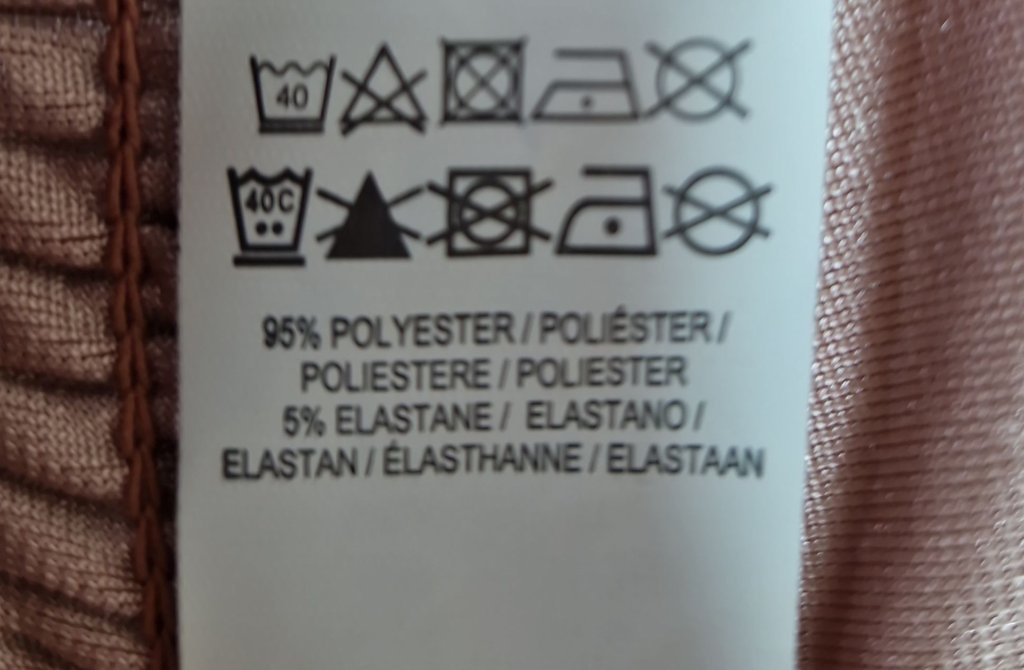 40
40C
95% POLYESTER / POLIÉSTER /
POLIESTERE / POLIESTER
5% ELASTANE / ELASTANO /
ELASTAN / ÉLASTHANNE / ELASTAAN